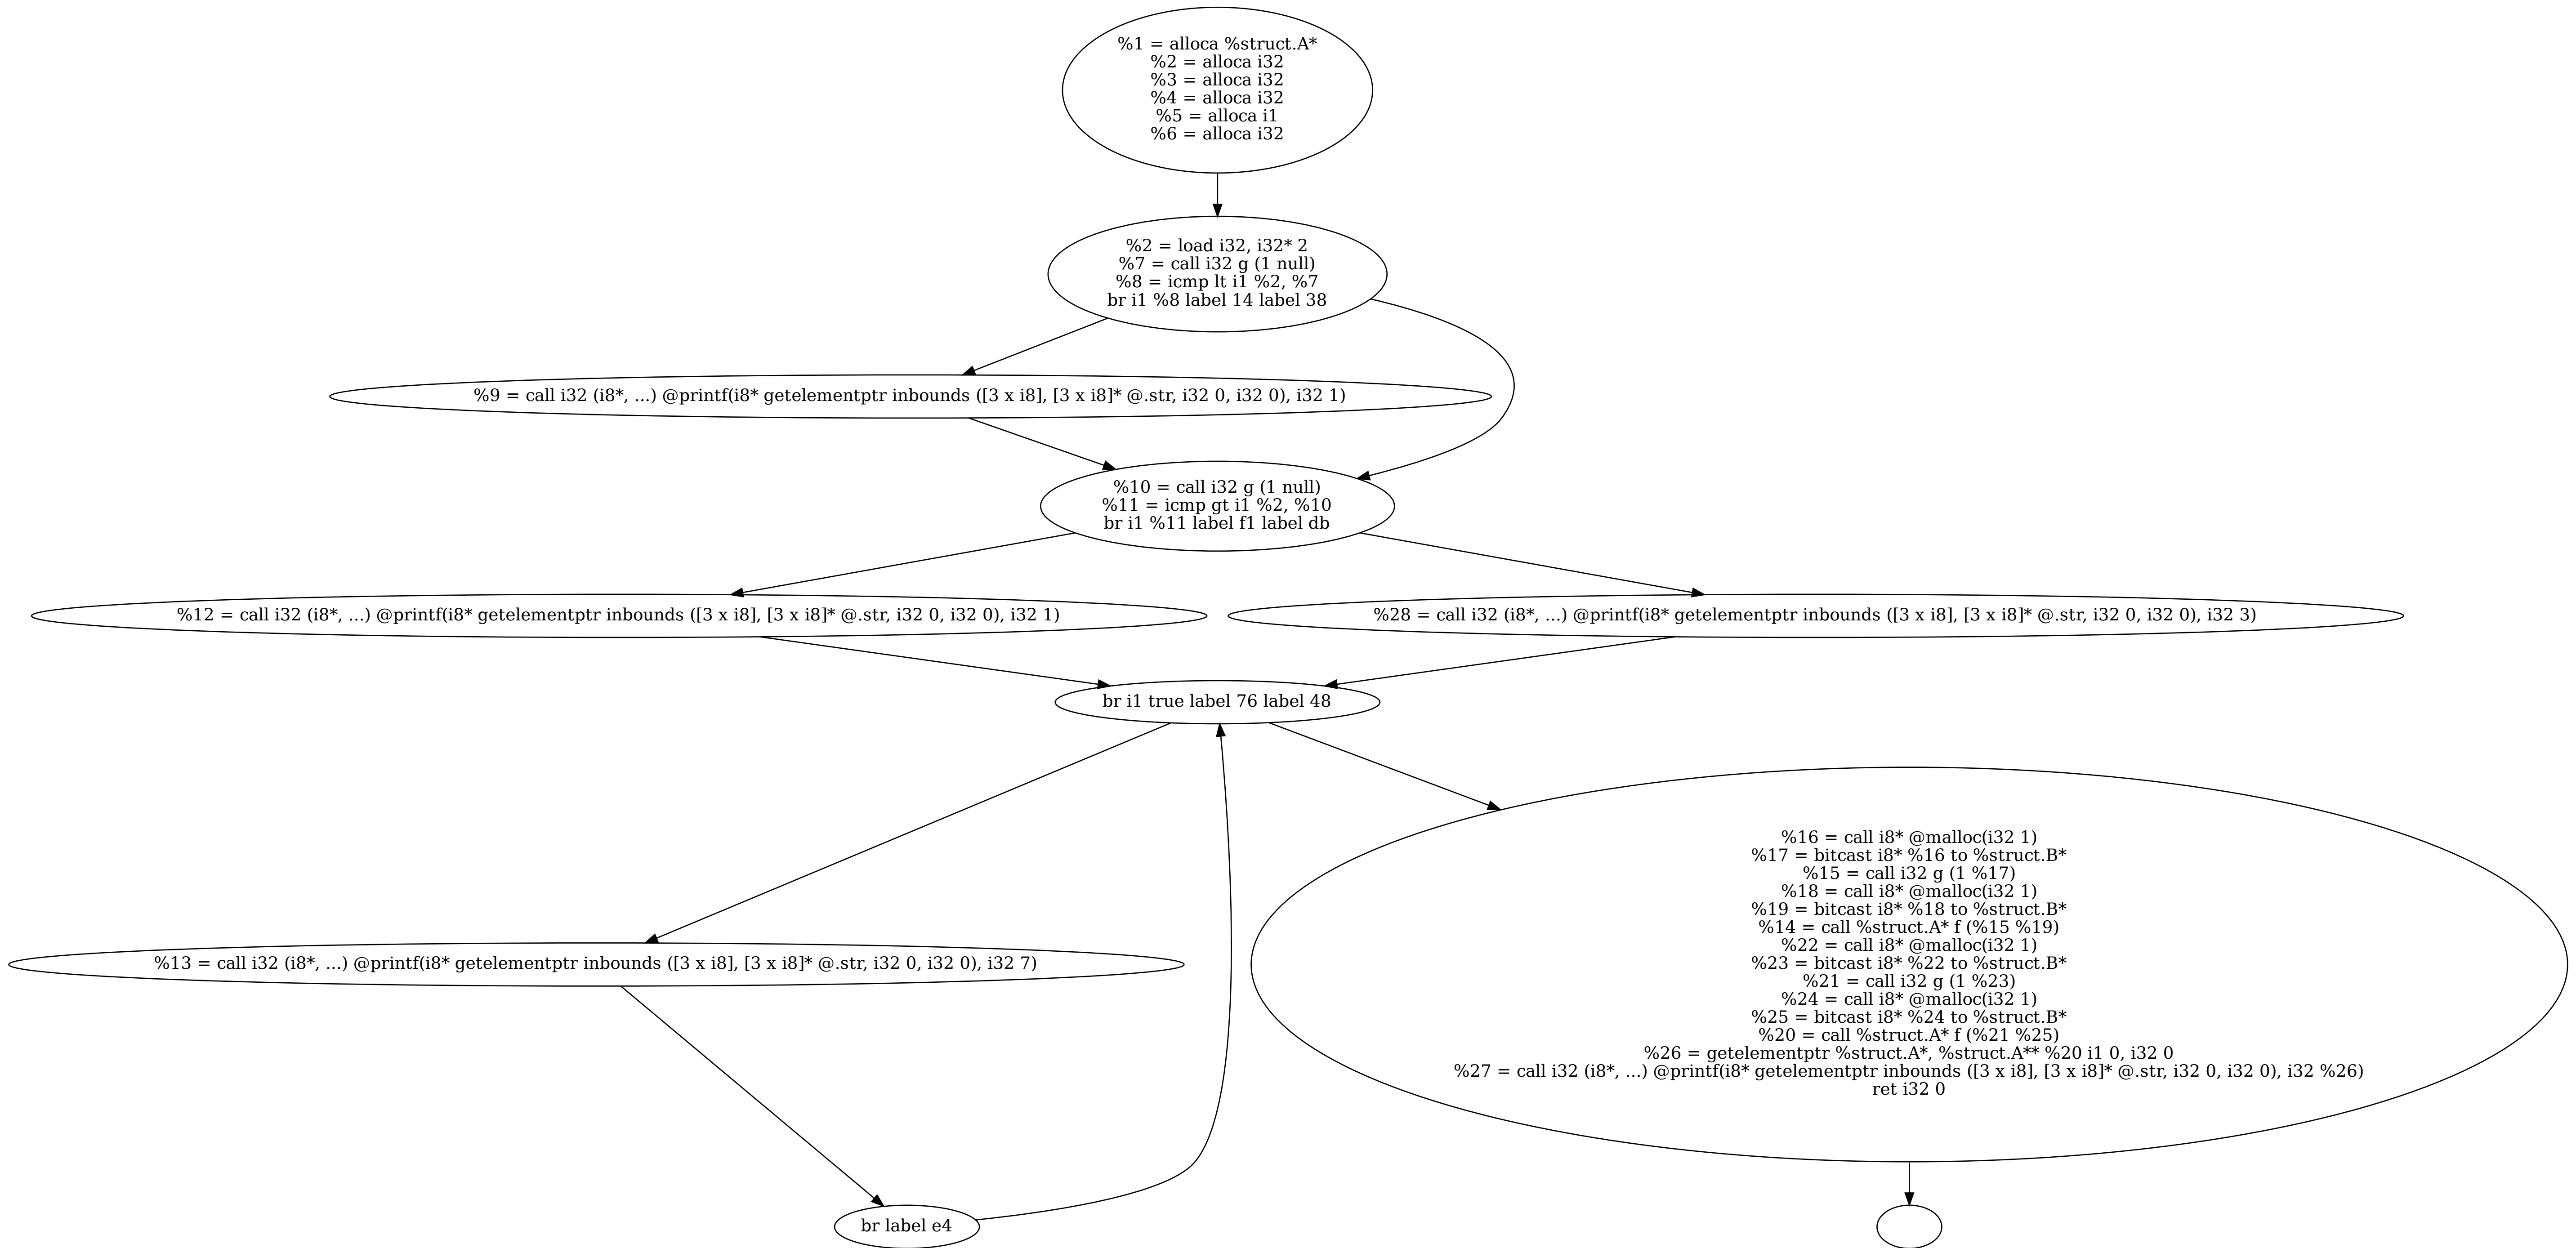 %1 = alloca %struct.A*
%2 = alloca i32
%3 = alloca i32
%4 = alloca i32
%5 = alloca i1
%6 = alloca i32
%2 = load i32, i32* 2
%7 = call i32 g (1 null)
%8 = icmp lt i1 %2, %7
br i1 %8 label 14 label 38
%9 = call i32 (i8*, ...) @printf(i8* getelementptr inbounds ([3 x i8], [3 x i8]* @.str, i32 0, i32 0), i32 1)
%10 = call i32 g (1 null)
%11 = icmp gt i1 %2, %10
br i1 %11 label f1 label db
%12 = call i32 (i8*, ...) @printf(i8* getelementptr inbounds ([3 x i8], [3 x i8]* @.str, i32 0, i32 0), i32 1)
%28 = call i32 (i8*, ...) @printf(i8* getelementptr inbounds ([3 x i8], [3 x i8]* @.str, i32 0, i32 0), i32 3)
br i1 true label 76 label 48
%13 = call i32 (i8*, ...) @printf(i8* getelementptr inbounds ([3 x i8], [3 x i8]* @.str, i32 0, i32 0), i32 7)
%16 = call i8* @malloc(i32 1)
%17 = bitcast i8* %16 to %struct.B*
%15 = call i32 g (1 %17)
%18 = call i8* @malloc(i32 1)
%19 = bitcast i8* %18 to %struct.B*
%14 = call %struct.A* f (%15 %19)
%22 = call i8* @malloc(i32 1)
%23 = bitcast i8* %22 to %struct.B*
%21 = call i32 g (1 %23)
%24 = call i8* @malloc(i32 1)
%25 = bitcast i8* %24 to %struct.B*
%20 = call %struct.A* f (%21 %25)
%26 = getelementptr %struct.A*, %struct.A** %20 i1 0, i32 0
%27 = call i32 (i8*, ...) @printf(i8* getelementptr inbounds ([3 x i8], [3 x i8]* @.str, i32 0, i32 0), i32 %26)
ret i32 0
br label e4